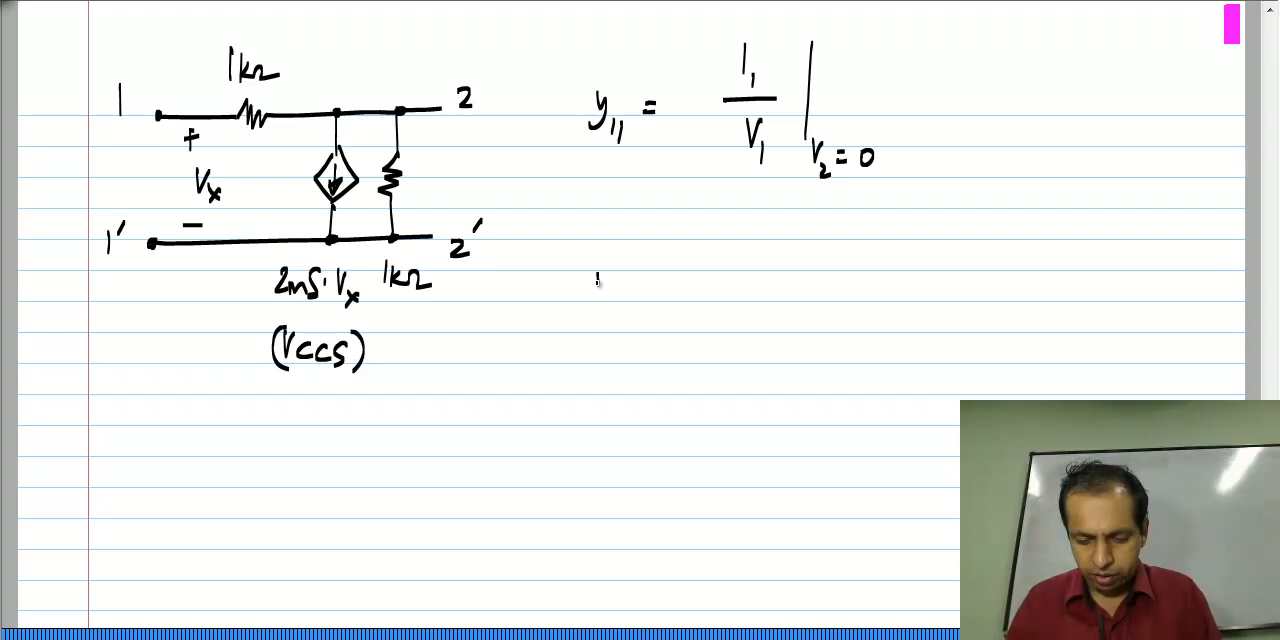 1kΩ
1
2
+
Vx
−
1'
2'
2mS·Vx
1kΩ
(VCCS)
y11 = I1 / V1 | V2 = 0